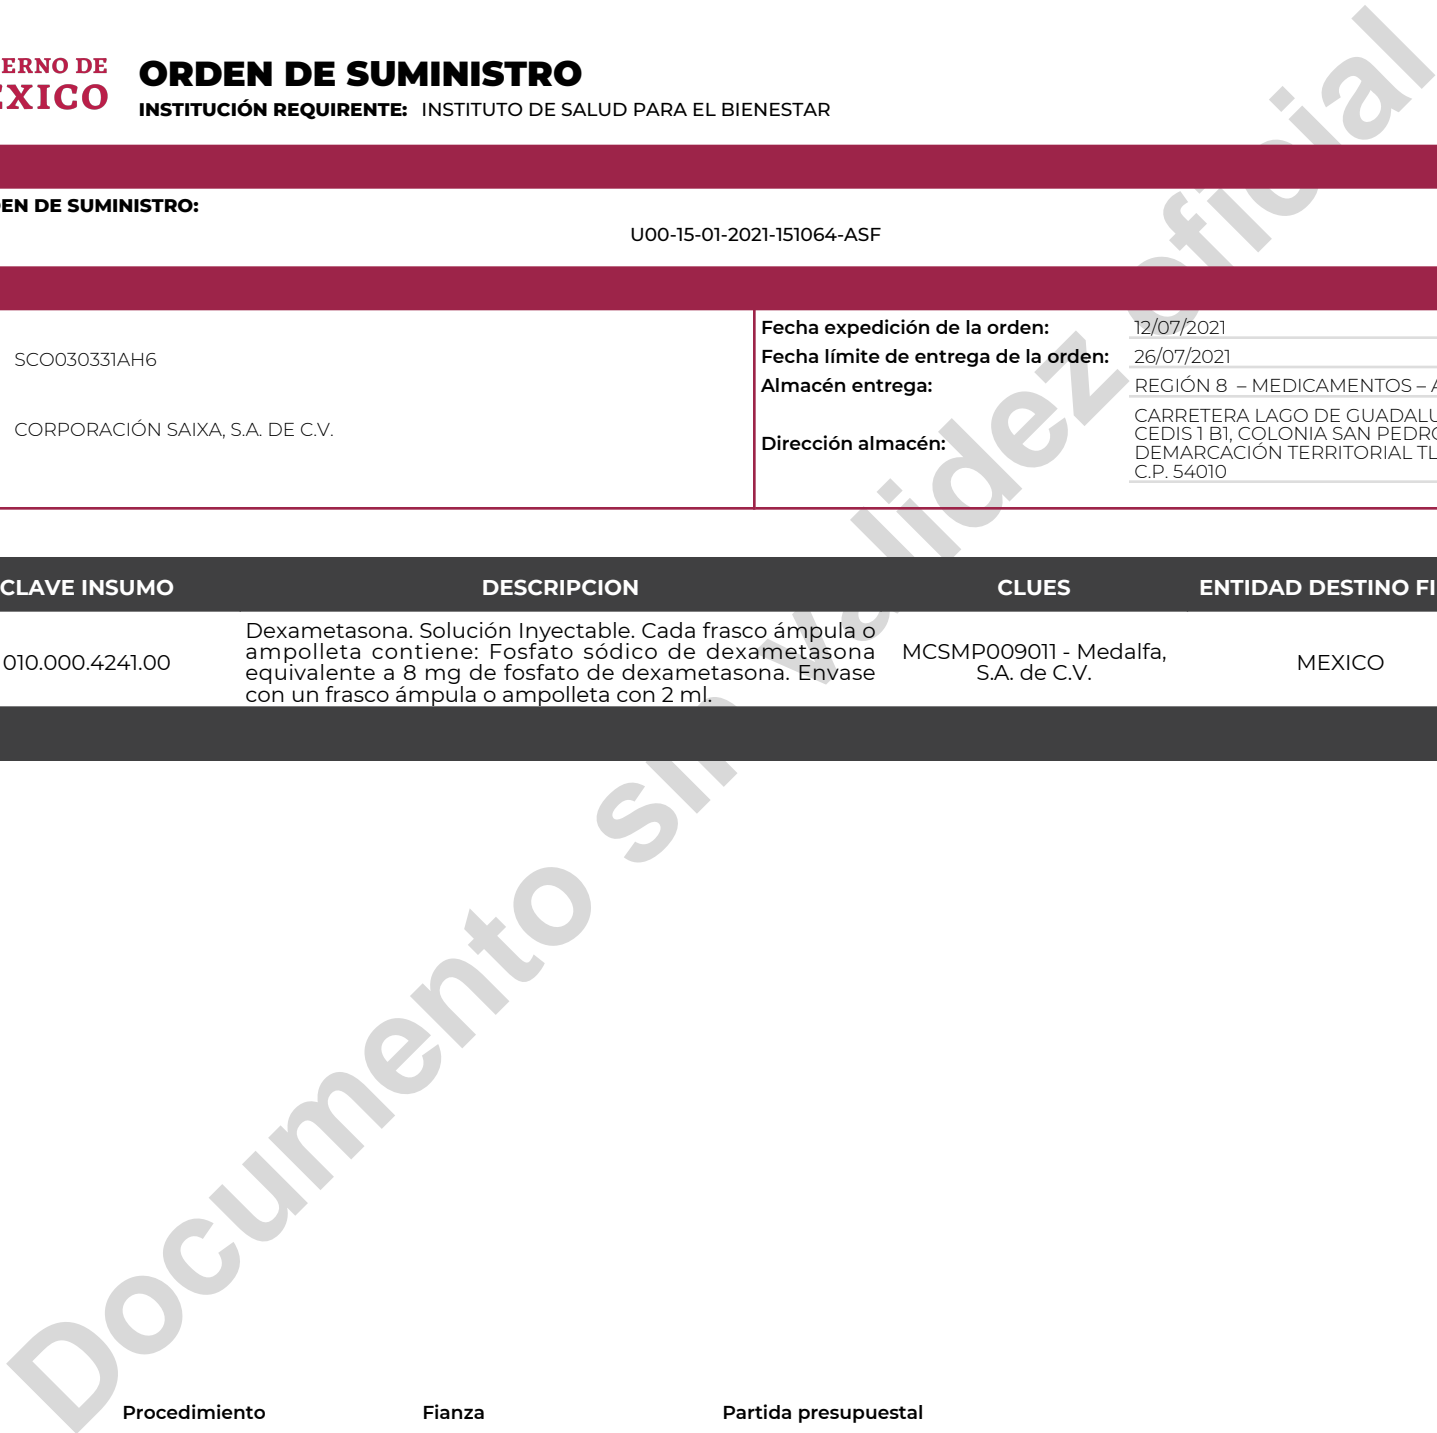 ERNO DE
EXICO
ORDEN DE SUMINISTRO
INSTITUCIÓN REQUIRENTE: INSTITUTO DE SALUD PARA EL BIENESTAR
EN DE SUMINISTRO:
U00-15-01-2021-151064-ASF
SCO030331AH6
CORPORACIÓN SAIXA, S.A. DE C.V.
Fecha expedición de la orden: 12/07/2021
Fecha límite de entrega de la orden: 26/07/2021
Almacén entrega: REGIÓN 8 – MEDICAMENTOS – A
Dirección almacén:
CARRETERA LAGO DE GUADALU
CEDIS 1 B1, COLONIA SAN PEDRO
DEMARCACIÓN TERRITORIAL TL
C.P. 54010
CLAVE INSUMO DESCRIPCION CLUES ENTIDAD DESTINO FI
010.000.4241.00
Dexametasona. Solución Inyectable. Cada frasco ámpula o
ampolleta contiene: Fosfato sódico de dexametasona
equivalente a 8 mg de fosfato de dexametasona. Envase
con un frasco ámpula o ampolleta con 2 ml.
MCSMP009011 - Medalfa,
S.A. de C.V.
MEXICO
Documento sin validez oficial
Procedimiento Fianza Partida presupuestal